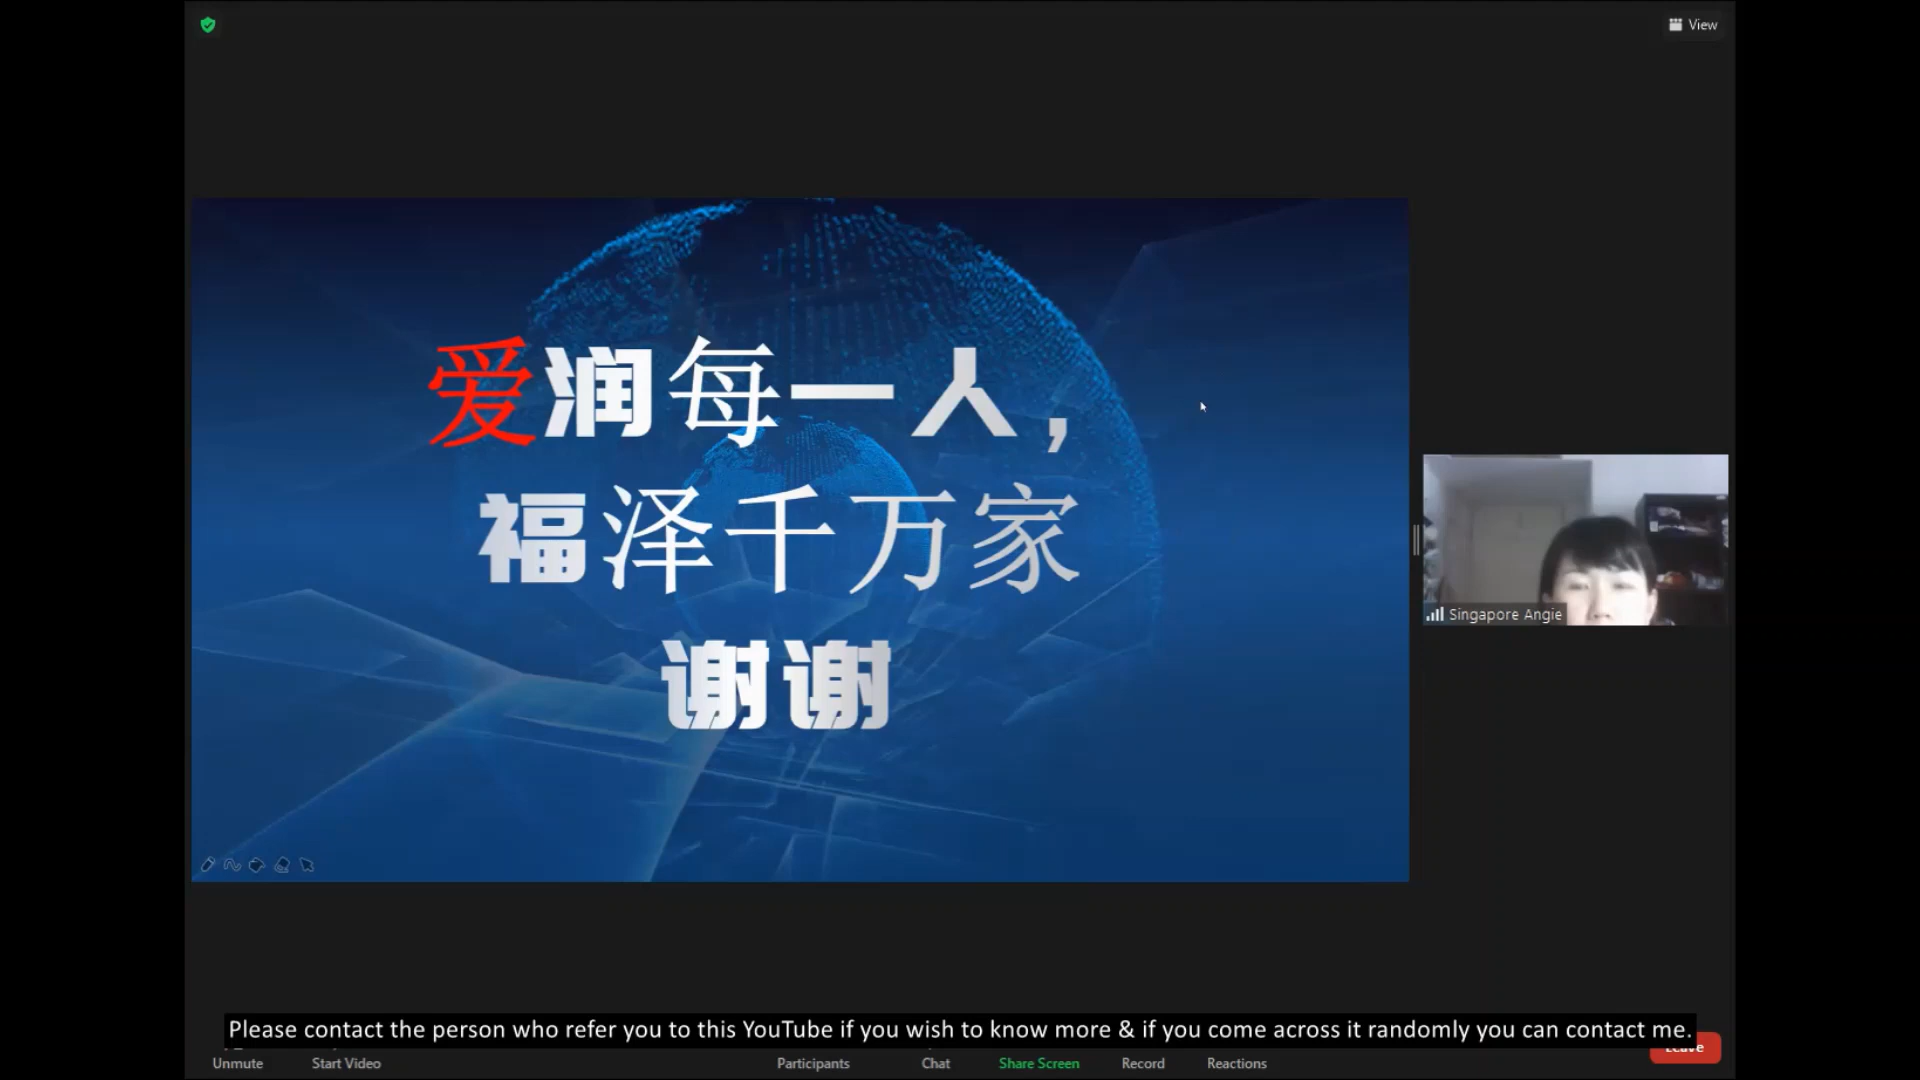 View
爱润每一人，
福泽千万家
谢谢
Singapore Angie
Please contact the person who refer you to this YouTube if you wish to know more & if you come across it randomly you can contact me.
Leave
Unmute
Start Video
Participants
Chat
Share Screen
Record
Reactions